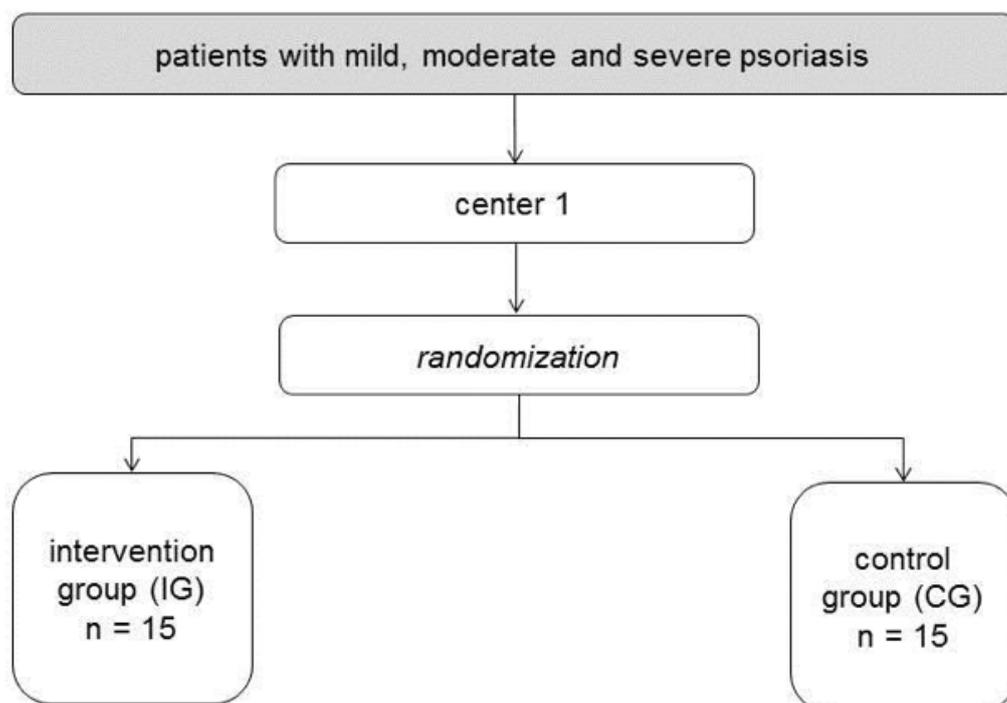 patients with mild, moderate and severe psoriasis
center 1
randomization
intervention
group (IG)
n = 15
control
group (CG)
n = 15